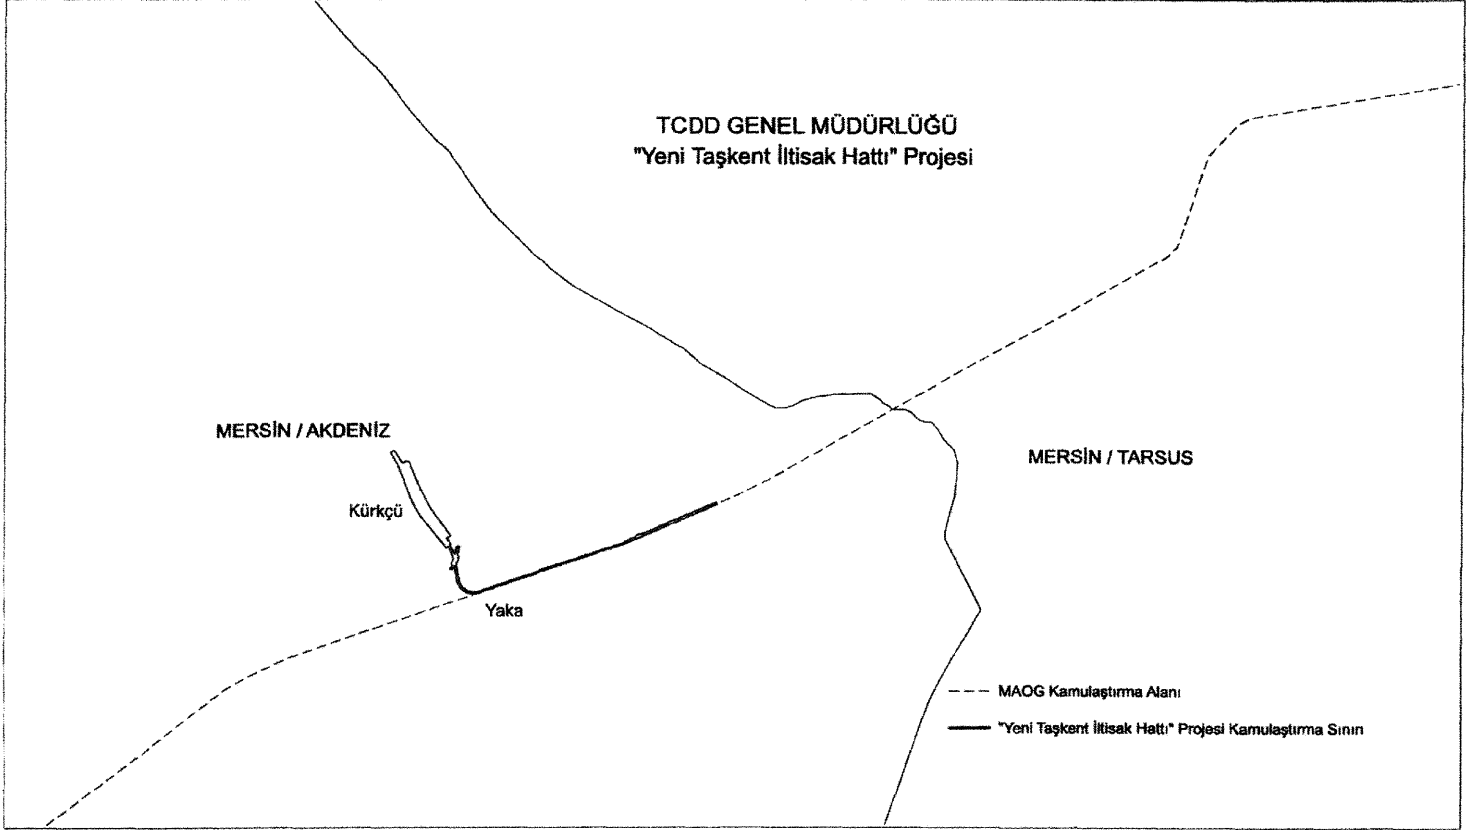 TCDD GENEL MÜDÜRLÜĞÜ
"Yeni Taşkent İltisak Hattı" Projesi
MERSİN / AKDENİZ
MERSİN / TARSUS
Kürkçü
Yaka
MAOG Kamulaştırma Alanı
"Yeni Taşkent İltisak Hattı" Projesi Kamulaştırma Sınırı